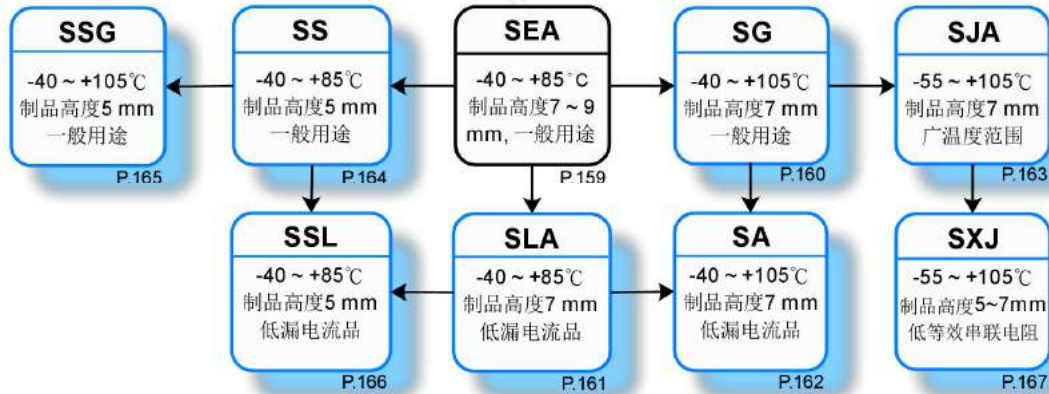 SSG
-40 ~ +105℃
制品高度5 mm
一般用途
P.165
SS
-40 ~ +85℃
制品高度5 mm
一般用途
P.164
SEA
-40 ~ +85°C
制品高度7 ~ 9
mm, 一般用途
P.159
SG
-40 ~ +105℃
制品高度7 mm
一般用途
P.160
SJA
-55 ~ +105℃
制品高度7 mm
广温度范围
P.163
SSL
-40 ~ +85℃
制品高度5 mm
低漏电流品
P.166
SLA
-40 ~ +85℃
制品高度7 mm
低漏电流品
P.161
SA
-40 ~ +105℃
制品高度7 mm
低漏电流品
P.162
SXJ
-55 ~ +105℃
制品高度5~7mm
低等效串联电阻
P.167